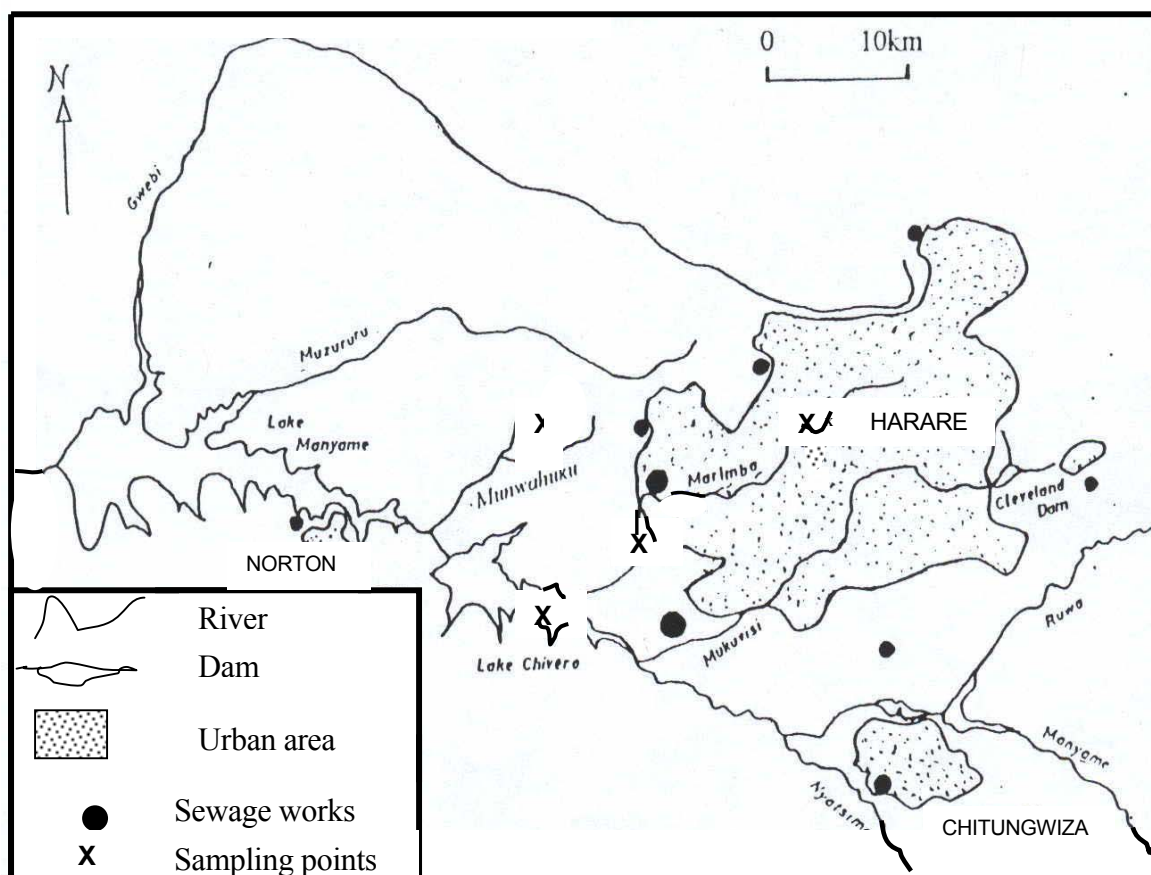 0 10km
N
Gwebi
Muzururu
Lake
Manyame
Munwahuku
X
X
HARARE
Marimba
Cleveland
Dam
X
NORTON
X
Lake Chivero
Mukuvisi
Ruwa
Manyame
Nyatsime
CHITUNGWIZA
River
Dam
Urban area
Sewage works
X Sampling points